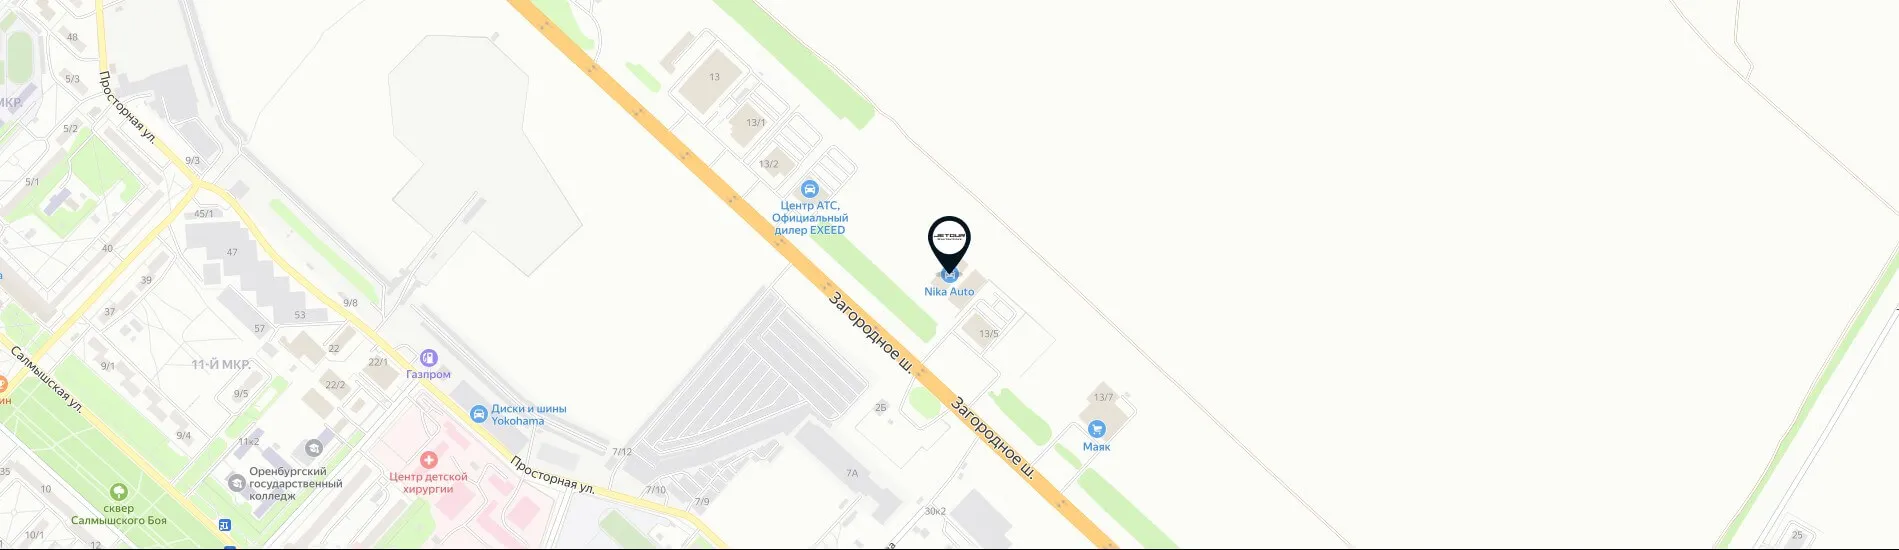 48
5/3
МКР.
Просторная ул.
5/2
9/3
5/1
45/1
40
47
39
9/8
37
53
57
22
22/1
11-Й МКР.
9/1
22/2
9/5
Салмышская ул.
ин
9/4
11к2
35
10
10/1
12
Газпром
Диски и шины
Yokohama
Оренбургский
государственный
колледж
Центр детской
хирургии
сквер
Салмышского Боя
Просторная ул.
7/12
7/10
7/9
7А
2Б
30к2
13
13/1
13/2
Центр АТС,
Официальный
дилер EXEED
JETOUR
Nika Auto
13/5
Загородное ш.
Загородное ш.
13/7
Маяк
25